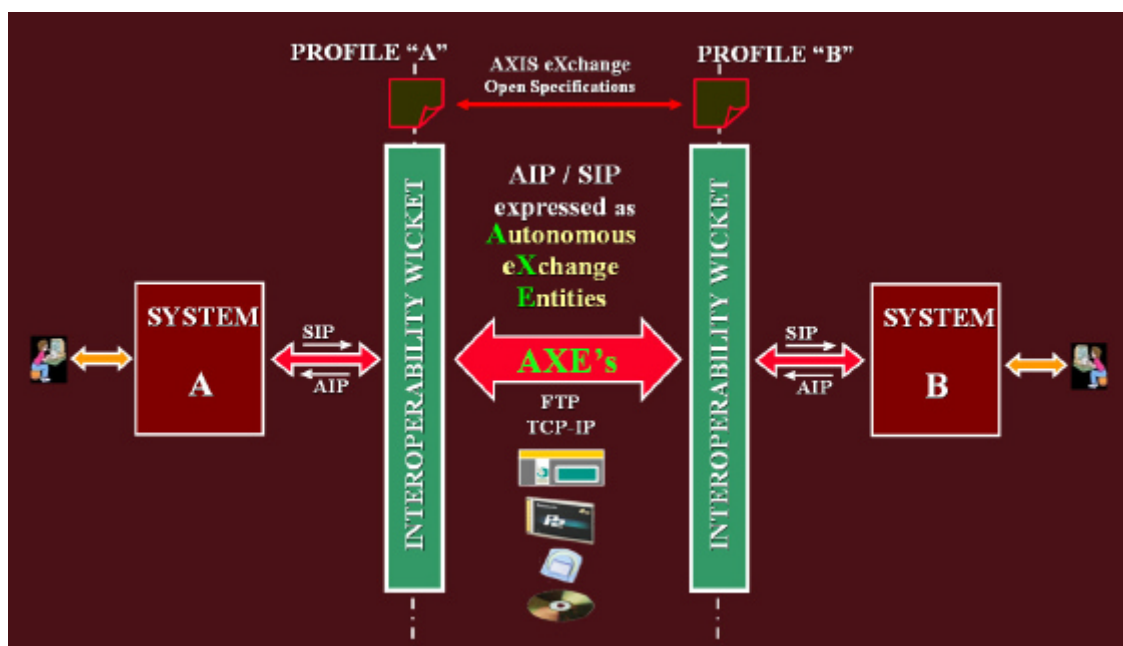 PROFILE “A”
PROFILE “B”
AXIS eXchange
Open Specifications
INTEROPERABILITY WICKET
AIP / SIP
expressed as
Autonomous
eXchange
Entities
INTEROPERABILITY WICKET
SYSTEM
A
SIP
AIP
AXE's
FTP
TCP-IP
P2
SIP
AIP
SYSTEM
B